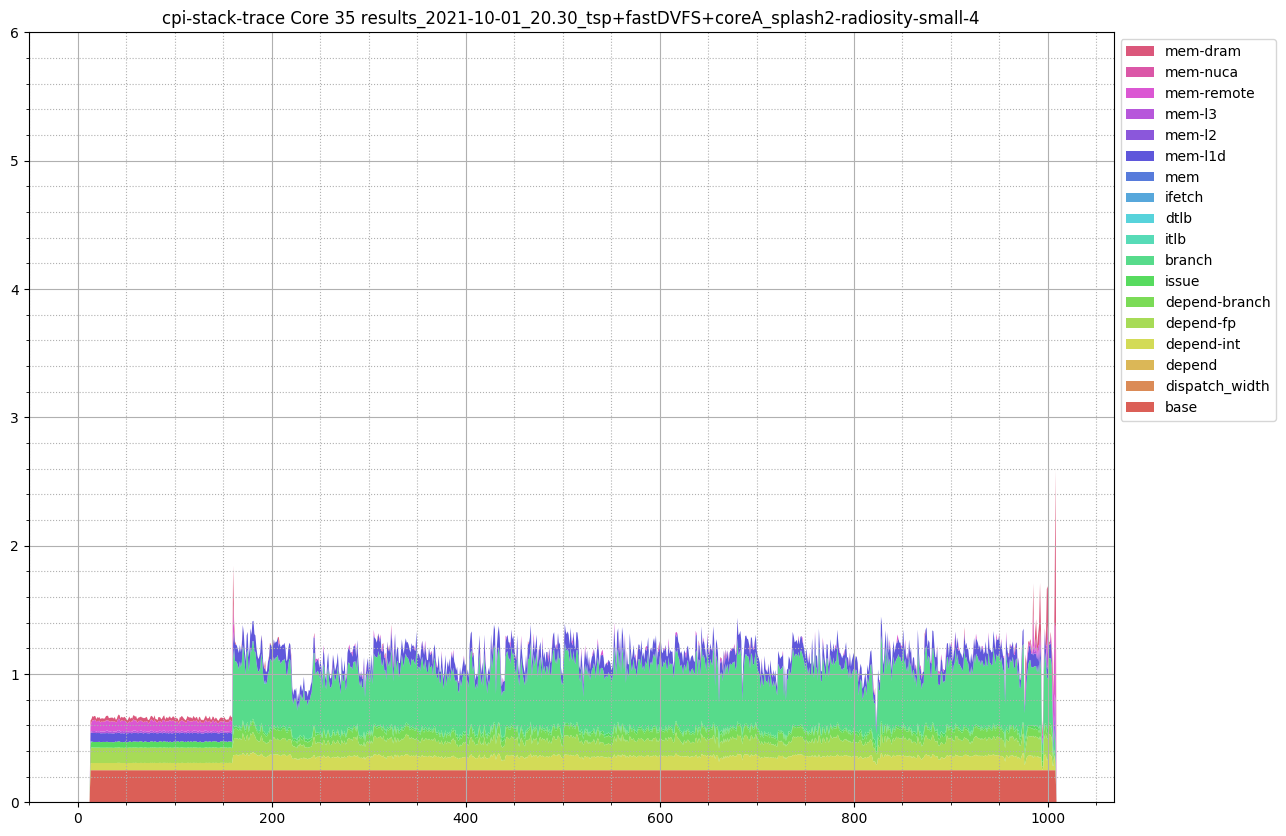 cpi-stack-trace Core 35 results_2021-10-01_20.30_tsp+fastDVFS+coreA_splash2-radiosity-small-4
6
5
4
3
2
1
0
0 200 400 600 800 1000
mem-dram
mem-nuca
mem-remote
mem-l3
mem-l2
mem-l1d
mem
ifetch
dtlb
itlb
branch
issue
depend-branch
depend-fp
depend-int
depend
dispatch_width
base